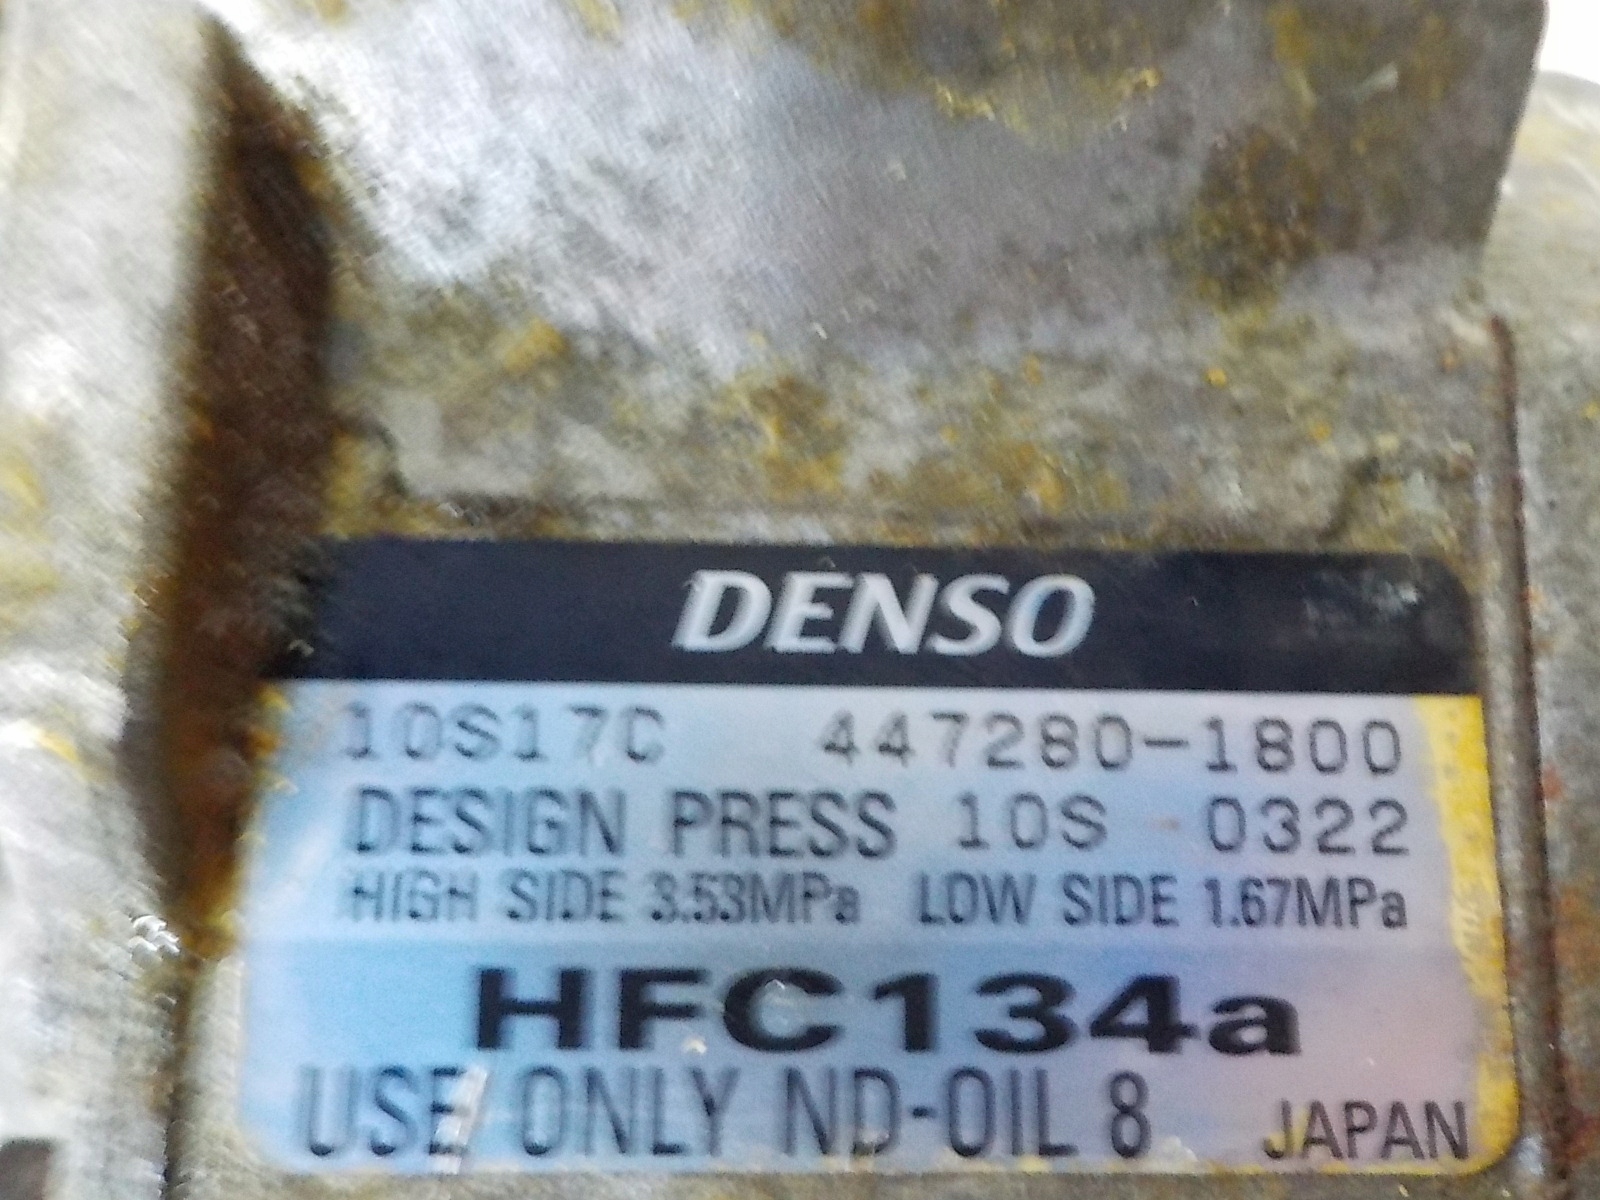 DENSO
10S17C 447280-1800
DESIGN PRESS 10S 0322
HIGH SIDE 3.53MPa LOW SIDE 1.67MPa
HFC134a
USE ONLY ND-OIL 8 JAPAN